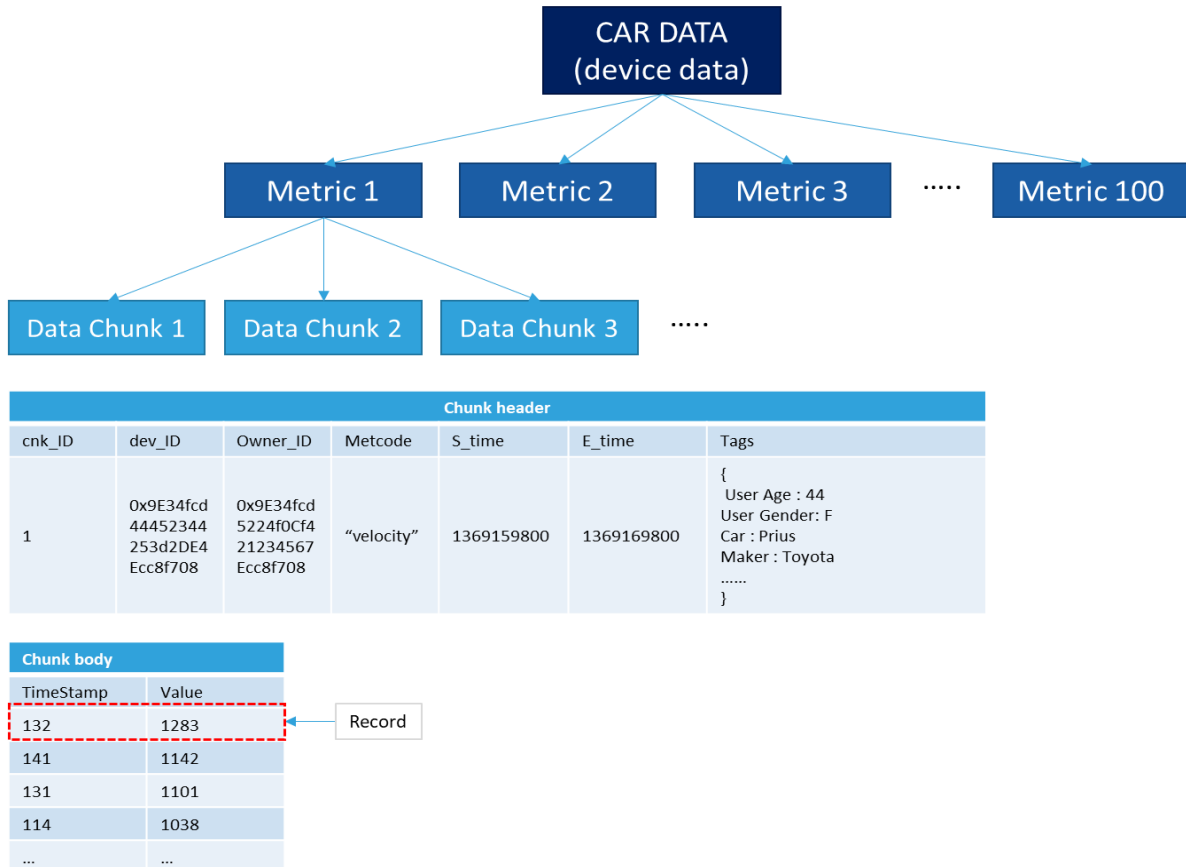 CAR DATA
(device data)
Metric 1
Metric 2
Metric 3
.....
Metric 100
Data Chunk 1
Data Chunk 2
Data Chunk 3
.....
Chunk header
cnk_ID dev_ID Owner_ID Metcode S_time E_time Tags
1
0x9E34fcd
44452344
253d2DE4
Ecc8f708
0x9E34fcd
5224f0Cf4
21234567
Ecc8f708
“velocity”
1369159800
1369169800
{
User Age : 44
User Gender: F
Car : Prius
Maker : Toyota
......
}
Chunk body
TimeStamp Value
132 1283
Record
141 1142
131 1101
114 1038
... ...